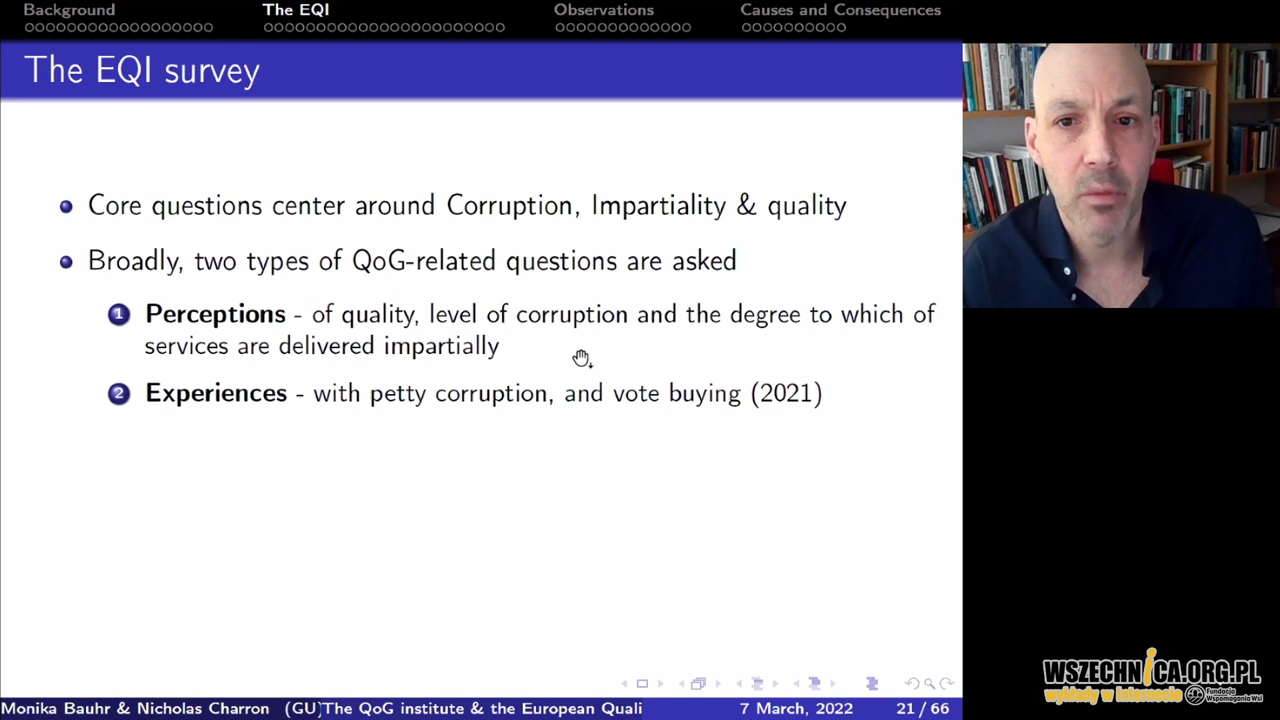 Background The EQI Observations Causes and Consequences
The EQI survey
Core questions center around Corruption, Impartiality & quality
Broadly, two types of QoG-related questions are asked
1 Perceptions - of quality, level of corruption and the degree to which of
services are delivered impartially
2 Experiences - with petty corruption, and vote buying (2021)
WSZECHNICA.ORG.PL
wykłady w internecie Fundacja
Wspomagania Wsi
Monika Bauhr & Nicholas Charron (GU) The QoG institute & the European Quali 7 March, 2022 21 / 66